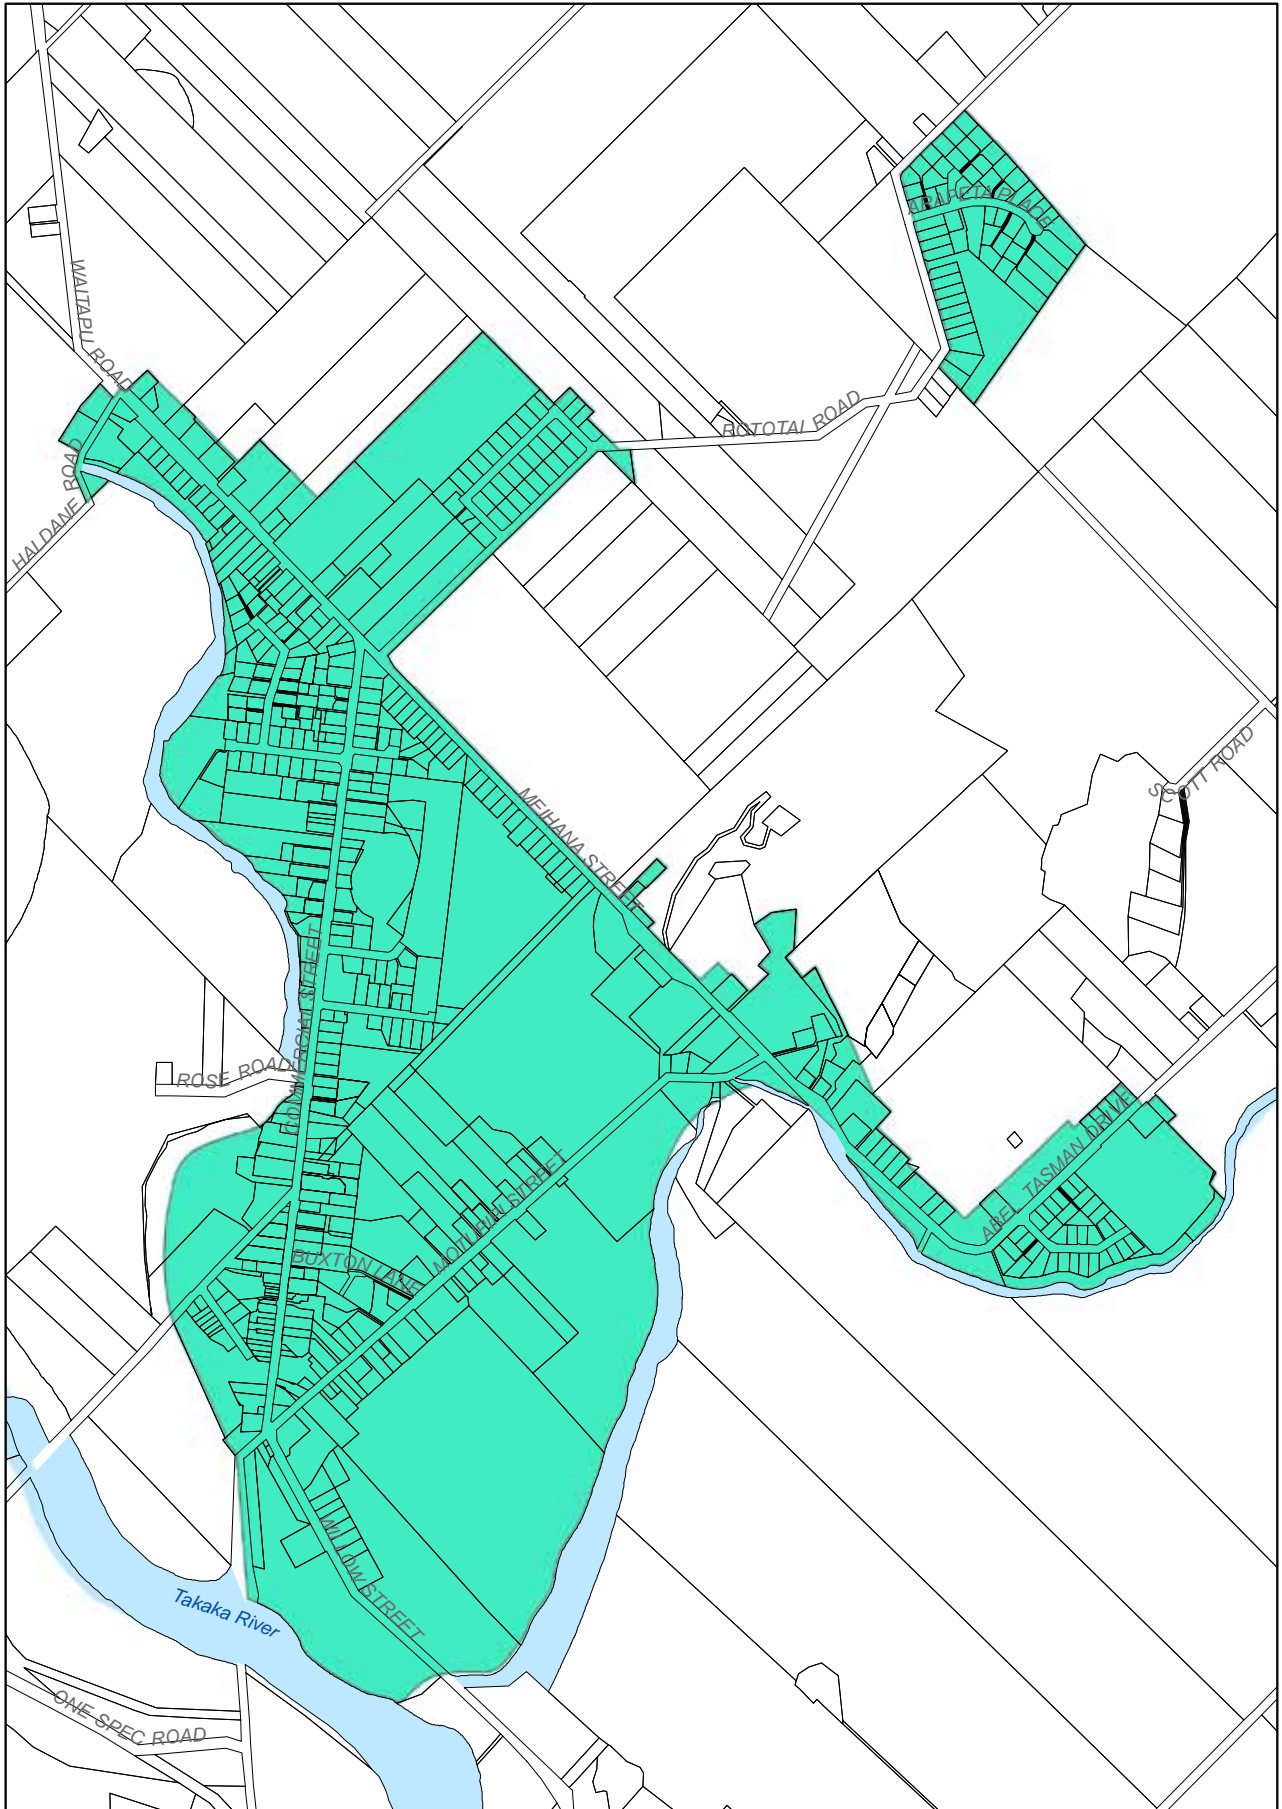 ARAPETA PLACE
WAITAPU ROAD
ROTOTAI ROAD
HALDANE ROAD
SCOTT ROAD
MEIHANA STREET
COMMERCIAL STREET
ROSE ROAD
ABEL TASMAN DRIVE
MOTUPIPI STREET
BUXTON LANE
WILLOW STREET
Takaka River
ONE SPEC ROAD